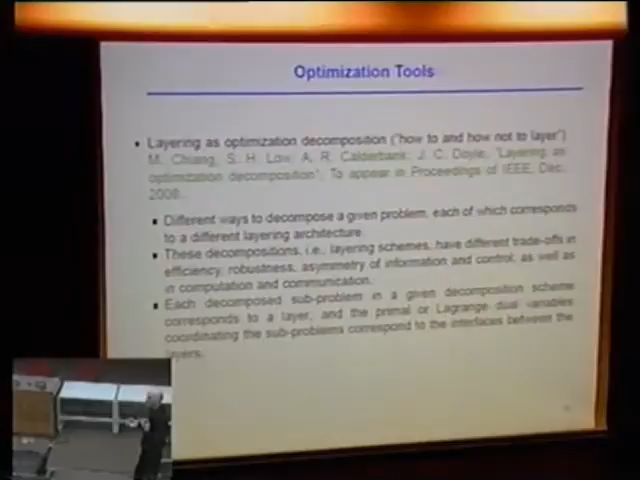 Optimization Tools
Layering as optimization decomposition ("how to and how not to layer")
M. Chiang, S. H. Low, A. R. Calderbank, J. C. Doyle, "Layering as
optimization decomposition", To appear in Proceedings of IEEE, Dec.
Different ways to decompose a given problem, each of which corresponds
to a different layering architecture.
These decompositions, i.e., layering schemes, have different trade-offs in
efficiency, robustness, asymmetry of information and control, as well as
in computation and communication.
Each decomposed sub-problem in a given decomposition scheme
corresponds to a layer, and the primal or Lagrange dual variables
coordinating the sub-problems correspond to the interfaces between the
layers.